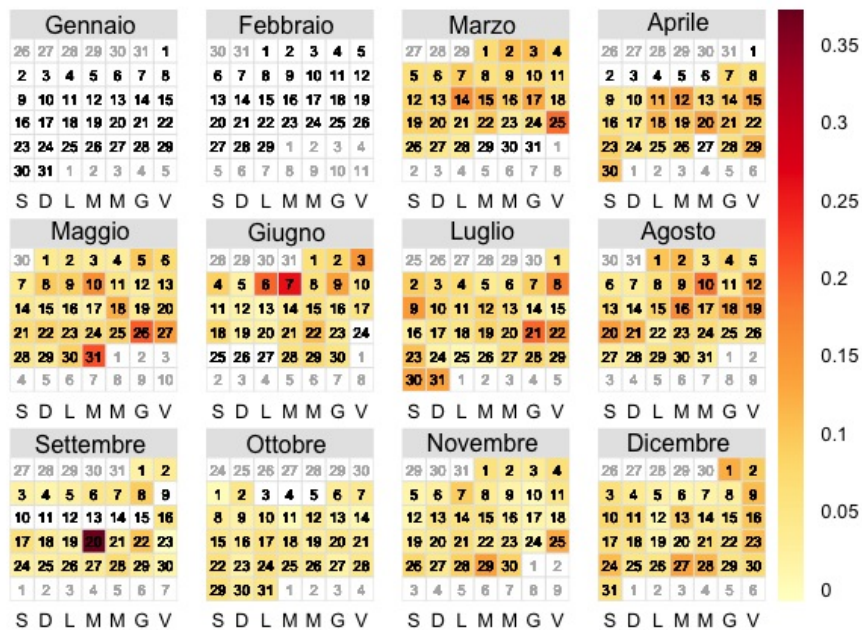 Gennaio
26 27 28 29 30 31 1
2 3 4 5 6 7 8
9 10 11 12 13 14 15
16 17 18 19 20 21 22
23 24 25 26 27 28 29
30 31 1 2 3 4 5
S D L M M G V
Febbraio
30 31 1 2 3 4 5
6 7 8 9 10 11 12
13 14 15 16 17 18 19
20 21 22 23 24 25 26
27 28 29 1 2 3 4
5 6 7 8 9 10 11
S D L M M G V
Marzo
27 28 29 1 2 3 4
5 6 7 8 9 10 11
12 13 14 15 16 17 18
19 20 21 22 23 24 25
26 27 28 29 30 31 1
2 3 4 5 6 7 8
S D L M M G V
Aprile
26 27 28 29 30 31 1
2 3 4 5 6 7 8
9 10 11 12 13 14 15
16 17 18 19 20 21 22
23 24 25 26 27 28 29
30 1 2 3 4 5 6
S D L M M G V
Maggio
30 1 2 3 4 5 6
7 8 9 10 11 12 13
14 15 16 17 18 19 20
21 22 23 24 25 26 27
28 29 30 31 1 2 3
4 5 6 7 8 9 10
S D L M M G V
Giugno
28 29 30 31 1 2 3
4 5 6 7 8 9 10
11 12 13 14 15 16 17
18 19 20 21 22 23 24
25 26 27 28 29 30 1
2 3 4 5 6 7 8
S D L M M G V
Luglio
25 26 27 28 29 30 1
2 3 4 5 6 7 8
9 10 11 12 13 14 15
16 17 18 19 20 21 22
23 24 25 26 27 28 29
30 31 1 2 3 4 5
S D L M M G V
Agosto
30 31 1 2 3 4 5
6 7 8 9 10 11 12
13 14 15 16 17 18 19
20 21 22 23 24 25 26
27 28 29 30 31 1 2
3 4 5 6 7 8 9
S D L M M G V
Settembre
27 28 29 30 31 1 2
3 4 5 6 7 8 9
10 11 12 13 14 15 16
17 18 19 20 21 22 23
24 25 26 27 28 29 30
1 2 3 4 5 6 7
S D L M M G V
Ottobre
24 25 26 27 28 29 30
1 2 3 4 5 6 7
8 9 10 11 12 13 14
15 16 17 18 19 20 21
22 23 24 25 26 27 28
29 30 31 1 2 3 4
S D L M M G V
Novembre
29 30 31 1 2 3 4
5 6 7 8 9 10 11
12 13 14 15 16 17 18
19 20 21 22 23 24 25
26 27 28 29 30 1 2
3 4 5 6 7 8 9
S D L M M G V
Dicembre
26 27 28 29 30 1 2
3 4 5 6 7 8 9
10 11 12 13 14 15 16
17 18 19 20 21 22 23
24 25 26 27 28 29 30
31 1 2 3 4 5 6
S D L M M G V
0.35
0.3
0.25
0.2
0.15
0.1
0.05
0